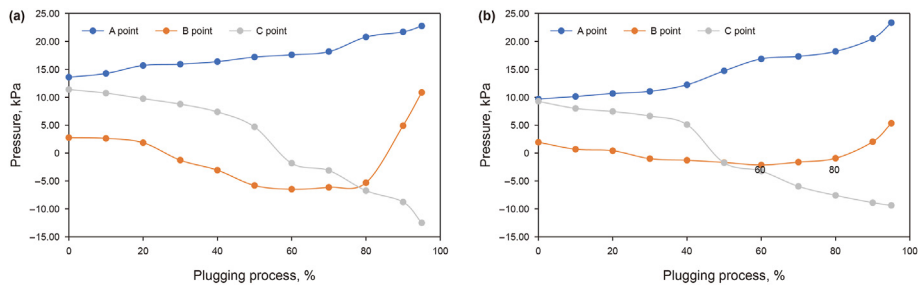 (a)
25.00
20.00
15.00
10.00
5.00
0
–5.00
–10.00
–15.00
Pressure, kPa
A point B point C point
0 20 40 60 80 100
Plugging process, %
(b)
25.00
20.00
15.00
10.00
5.00
0
–5.00
–10.00
–15.00
Pressure, kPa
A point B point C point
60 80
0 20 40 60 80 100
Plugging process, %